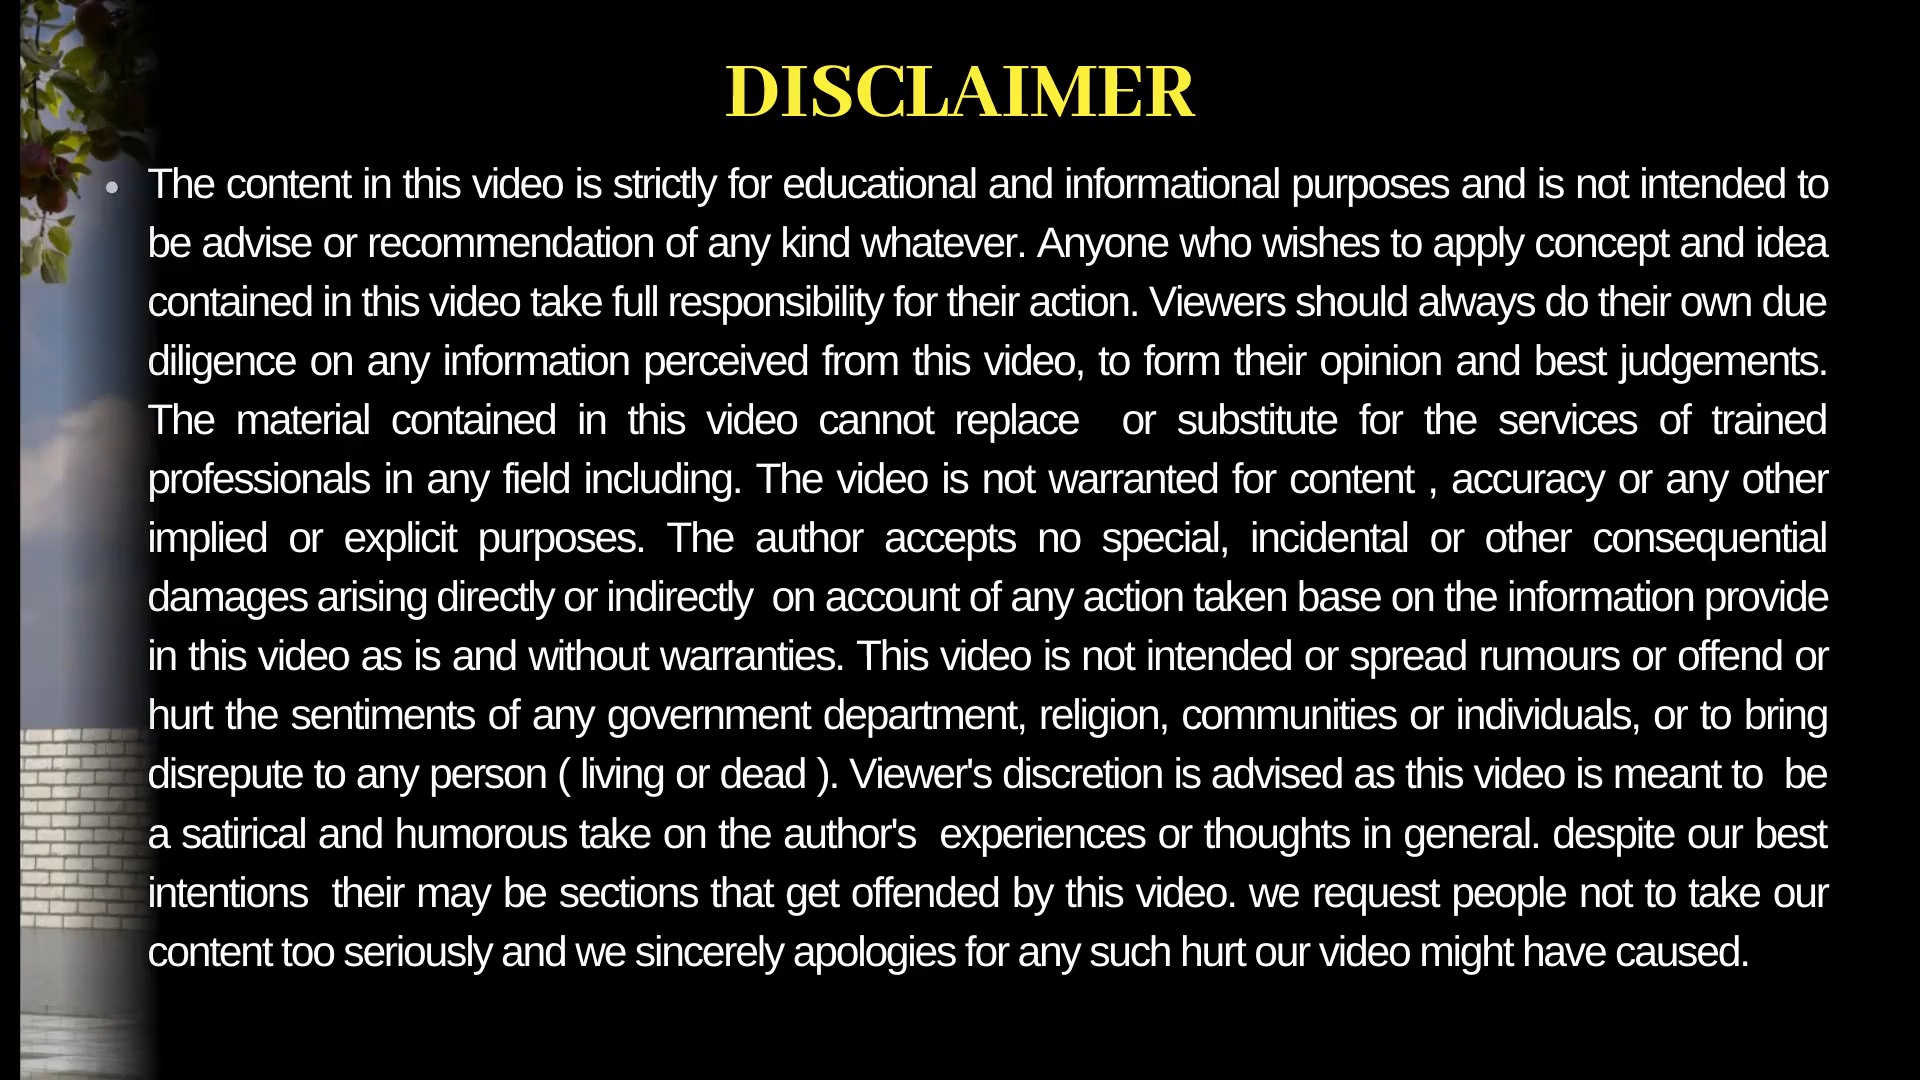 DISCLAIMER
• The content in this video is strictly for educational and informational purposes and is not intended to
be advise or recommendation of any kind whatever. Anyone who wishes to apply concept and idea
contained in this video take full responsibility for their action. Viewers should always do their own due
diligence on any information perceived from this video, to form their opinion and best judgements.
The material contained in this video cannot replace or substitute for the services of trained
professionals in any field including. The video is not warranted for content , accuracy or any other
implied or explicit purposes. The author accepts no special, incidental or other consequential
damages arising directly or indirectly on account of any action taken base on the information provide
in this video as is and without warranties. This video is not intended or spread rumours or offend or
hurt the sentiments of any government department, religion, communities or individuals, or to bring
disrepute to any person ( living or dead ). Viewer's discretion is advised as this video is meant to be
a satirical and humorous take on the author's experiences or thoughts in general. despite our best
intentions their may be sections that get offended by this video. we request people not to take our
content too seriously and we sincerely apologies for any such hurt our video might have caused.